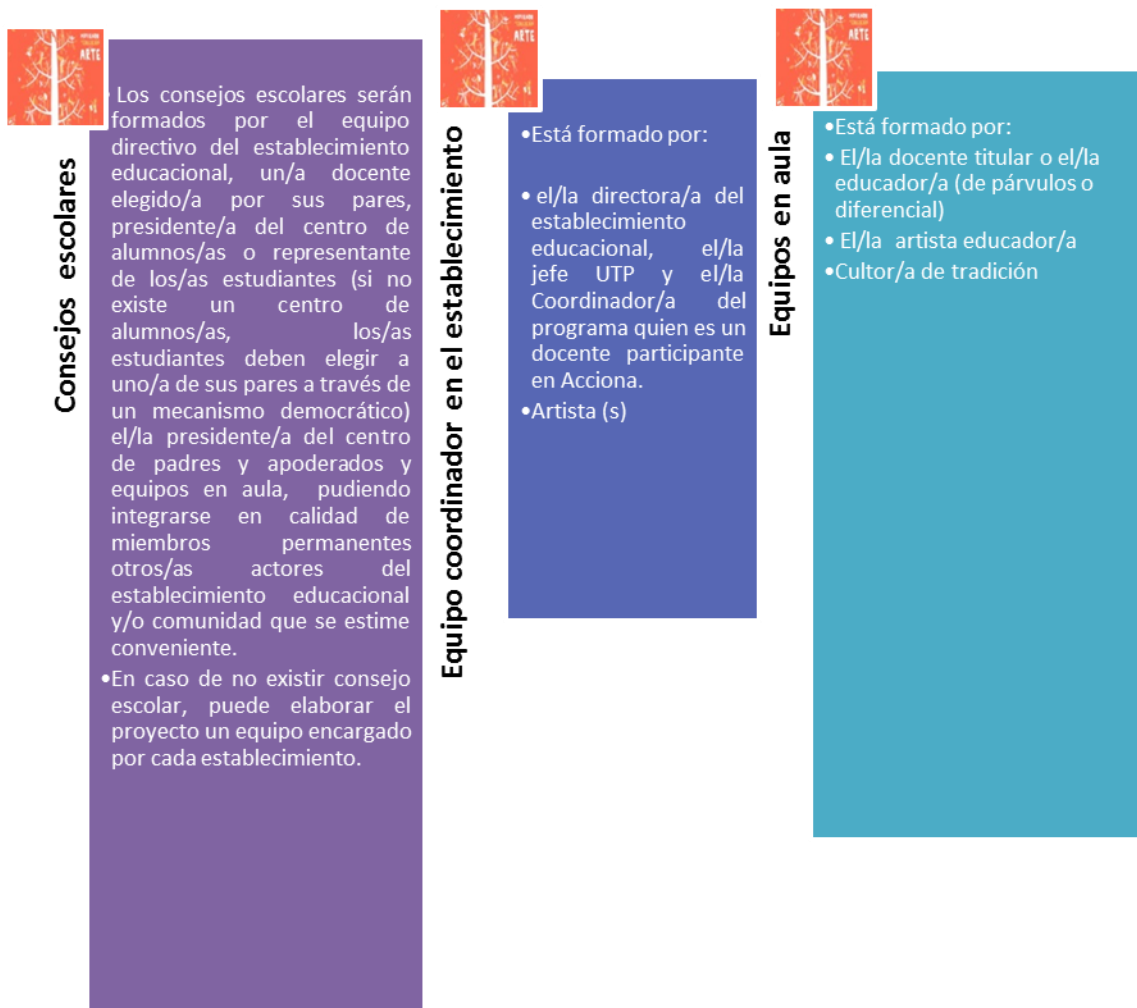 ARTE
Consejos escolares
• Los consejos escolares serán
formados por el equipo
directivo del establecimiento
educacional, un/a docente
elegido/a por sus pares,
presidente/a del centro de
alumnos/as o representante
de los/as estudiantes (si no
existe un centro de
alumnos/as, los/as
estudiantes deben elegir a
uno/a de sus pares a través de
un mecanismo democrático)
el/la presidente/a del centro
de padres y apoderados y
equipos en aula, pudiendo
integrarse en calidad de
miembros permanentes
otros/as actores del
establecimiento educacional
y/o comunidad que se estime
conveniente.
•En caso de no existir consejo
escolar, puede elaborar el
proyecto un equipo encargado
por cada establecimiento.
ARTE
Equipo coordinador en el establecimiento
•Está formado por:
• el/la directora/a del
establecimiento
educacional, el/la
jefe UTP y el/la
Coordinador/a del
programa quien es un
docente participante
en Acciona.
•Artista (s)
ARTE
Equipos en aula
•Está formado por:
• El/la docente titular o el/la
educador/a (de párvulos o
diferencial)
• El/la artista educador/a
•Cultor/a de tradición